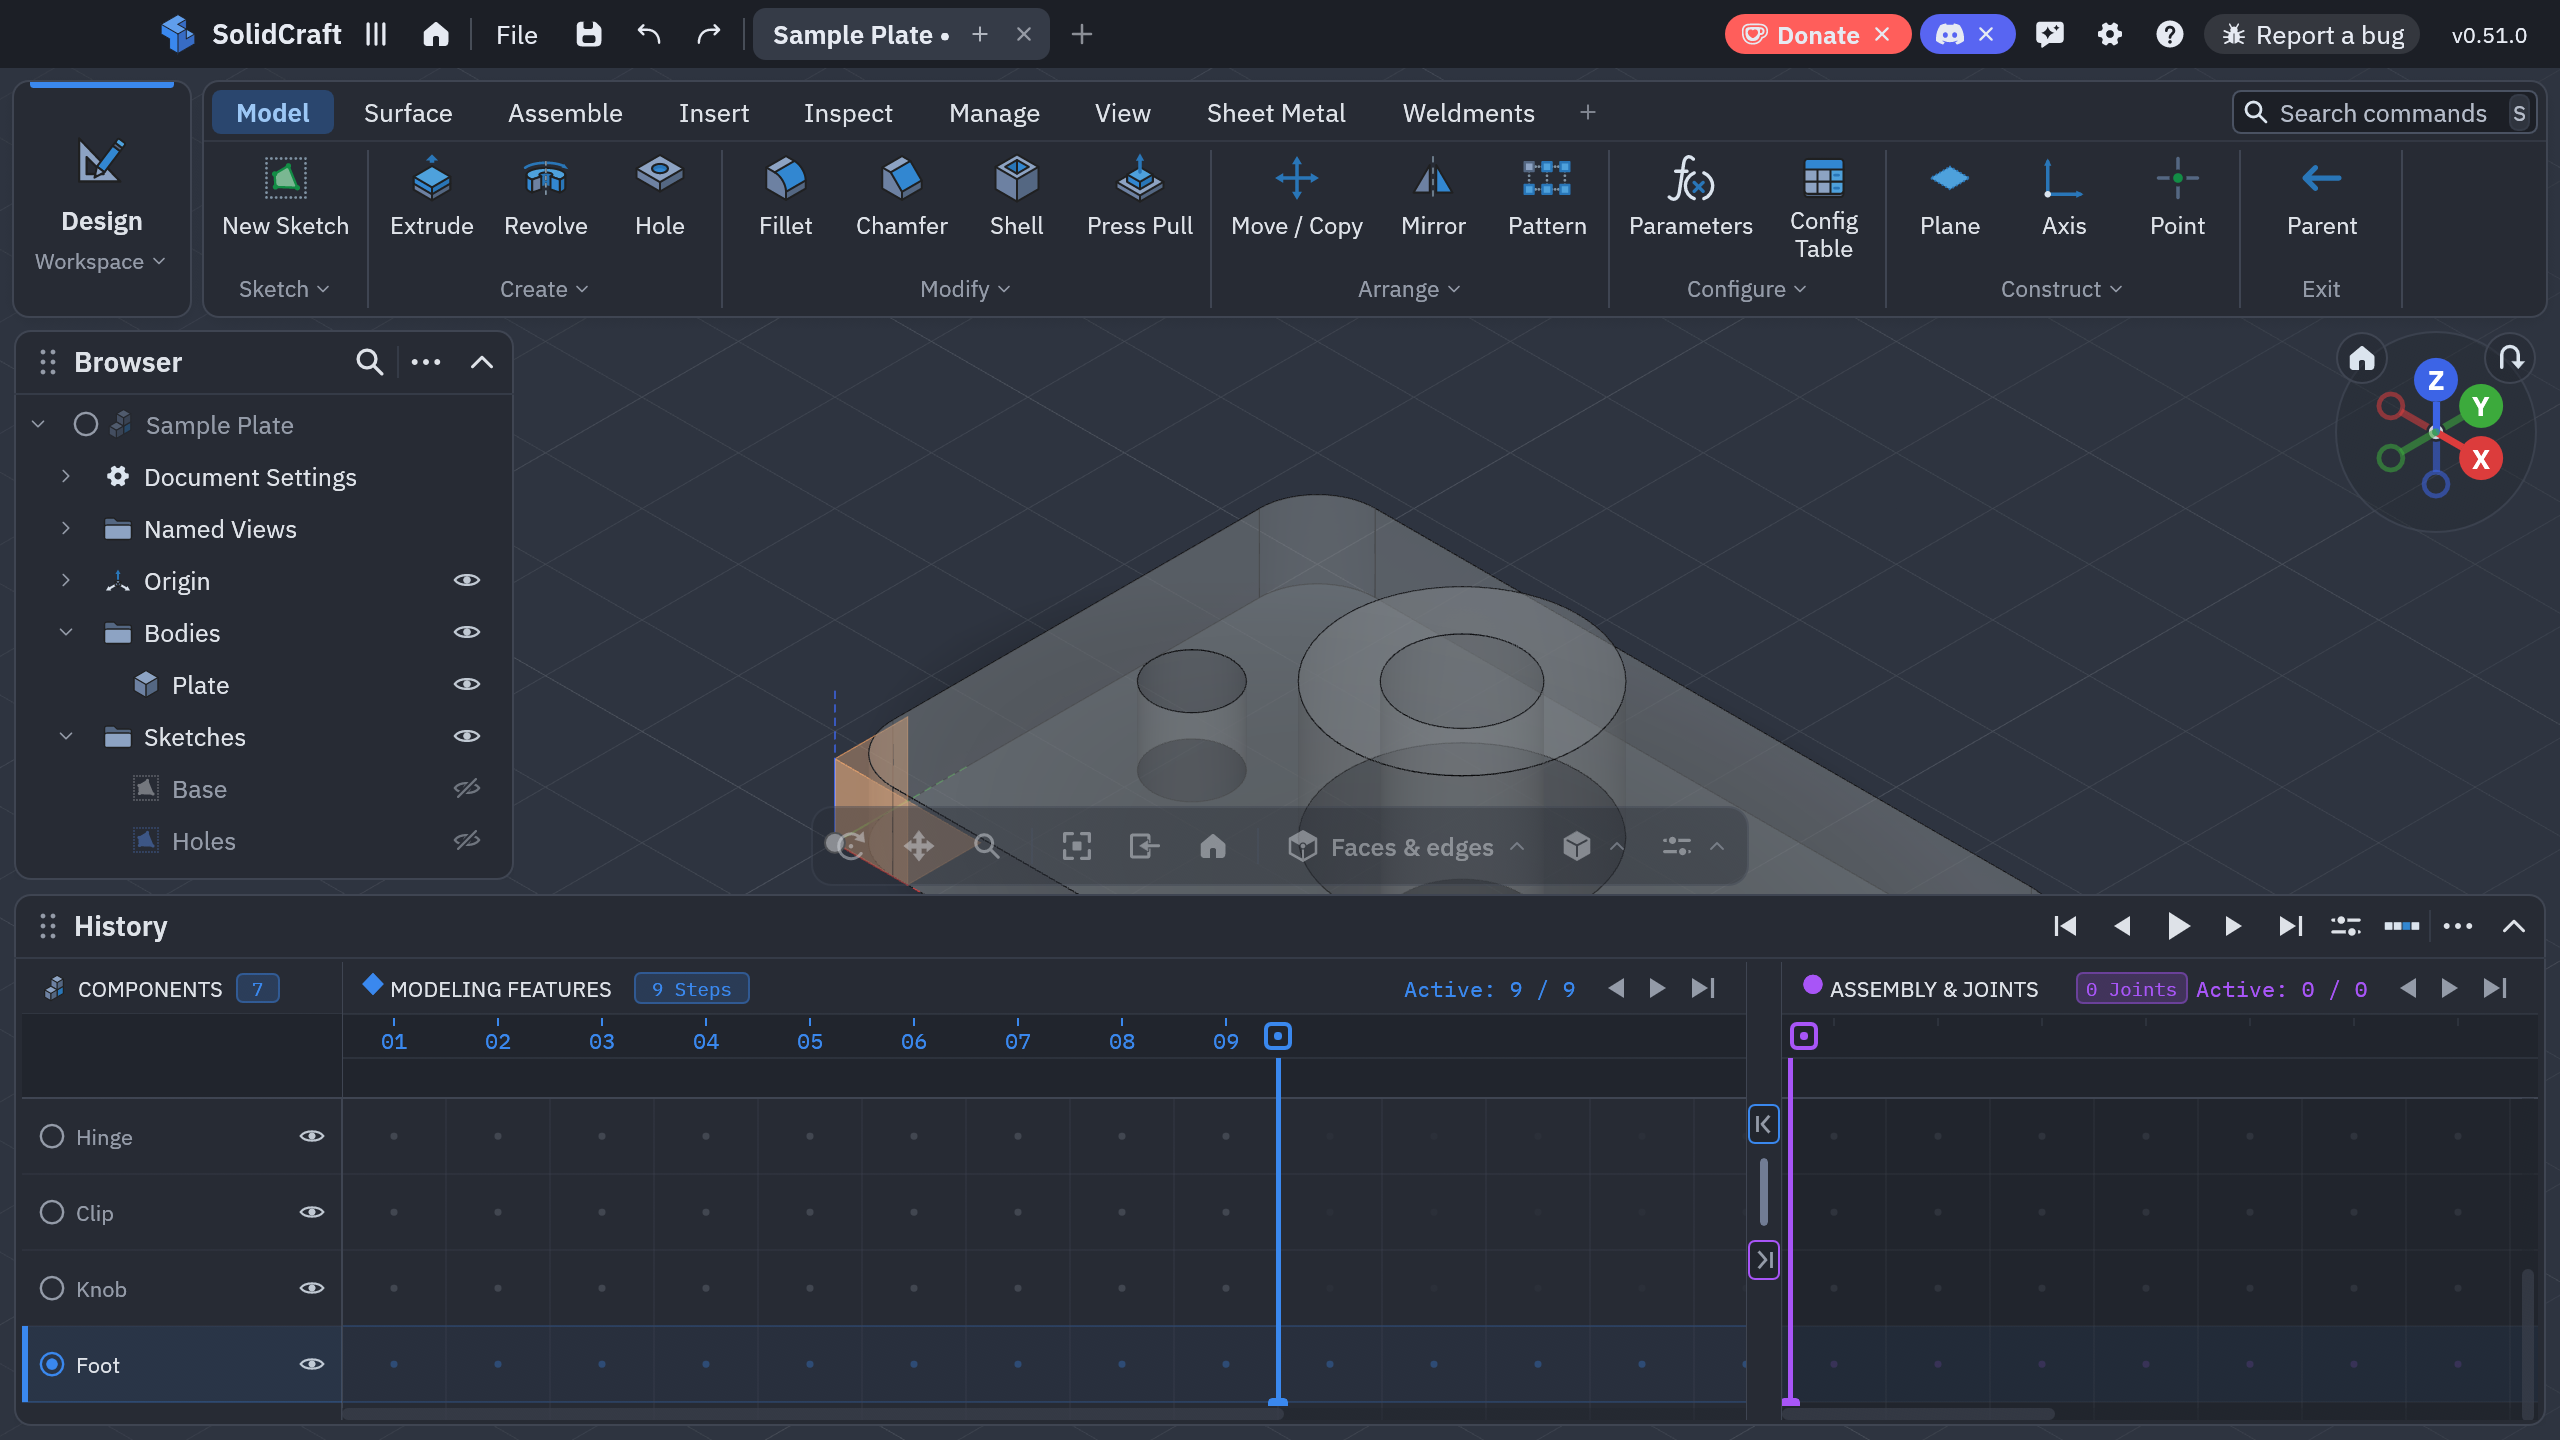 SolidCraft
File
Sample Plate •
Donate
Report a bug
v0.51.0
Design
Workspace
Model
Surface
Assemble
Insert
Inspect
Manage
View
Sheet Metal
Weldments
Search commands
S
New Sketch
Extrude
Revolve
Hole
Fillet
Chamfer
Shell
Press Pull
Move / Copy
Mirror
Pattern
Parameters
Config
Table
Plane
Axis
Point
Parent
Sketch
Create
Modify
Arrange
Configure
Construct
Exit
Browser
Sample Plate
Document Settings
Named Views
Origin
Bodies
Plate
Sketches
Base
Holes
Z
Y
X
Faces & edges
History
COMPONENTS
7
MODELING FEATURES
9 Steps
Active: 9 / 9
ASSEMBLY & JOINTS
0 Joints
Active: 0 / 0
01
02
03
04
05
06
07
08
09
Hinge
Clip
Knob
Foot